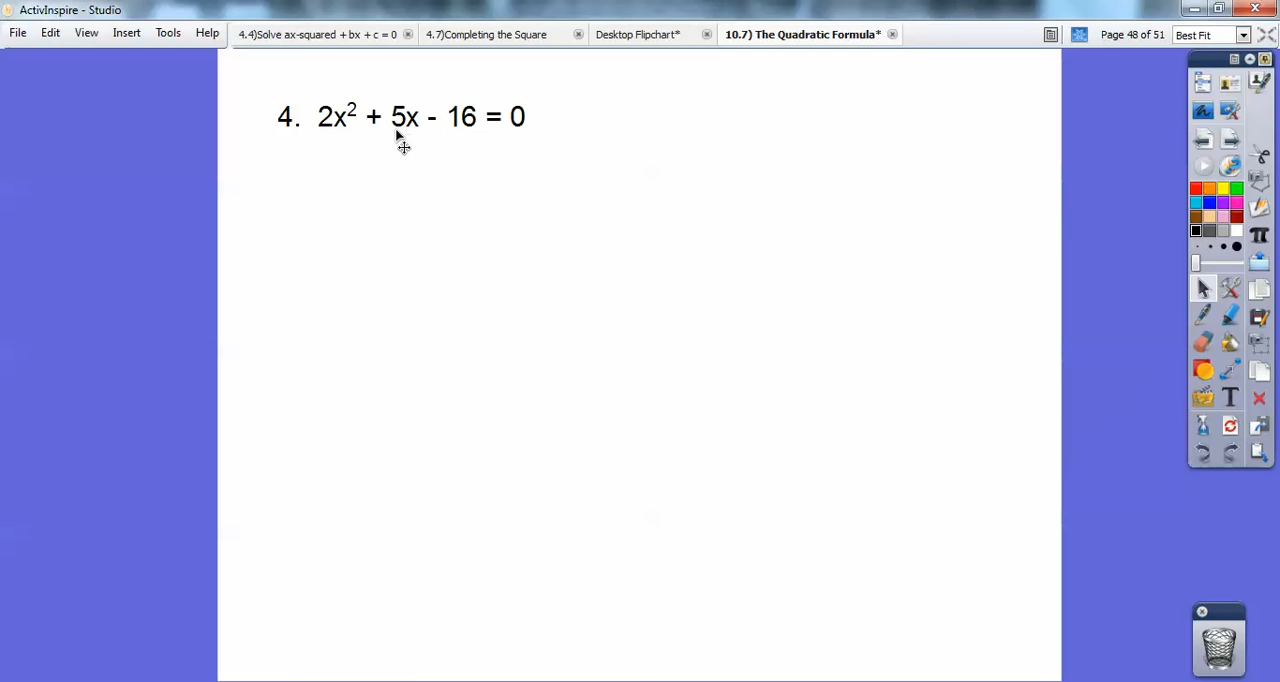 ActivInspire - Studio
File Edit View Insert Tools Help
4.4)Solve ax-squared + bx + c = 0 4.7)Completing the Square Desktop Flipchart* 10.7) The Quadratic Formula* Page 48 of 51 Best Fit
4. 2x² + 5x - 16 = 0